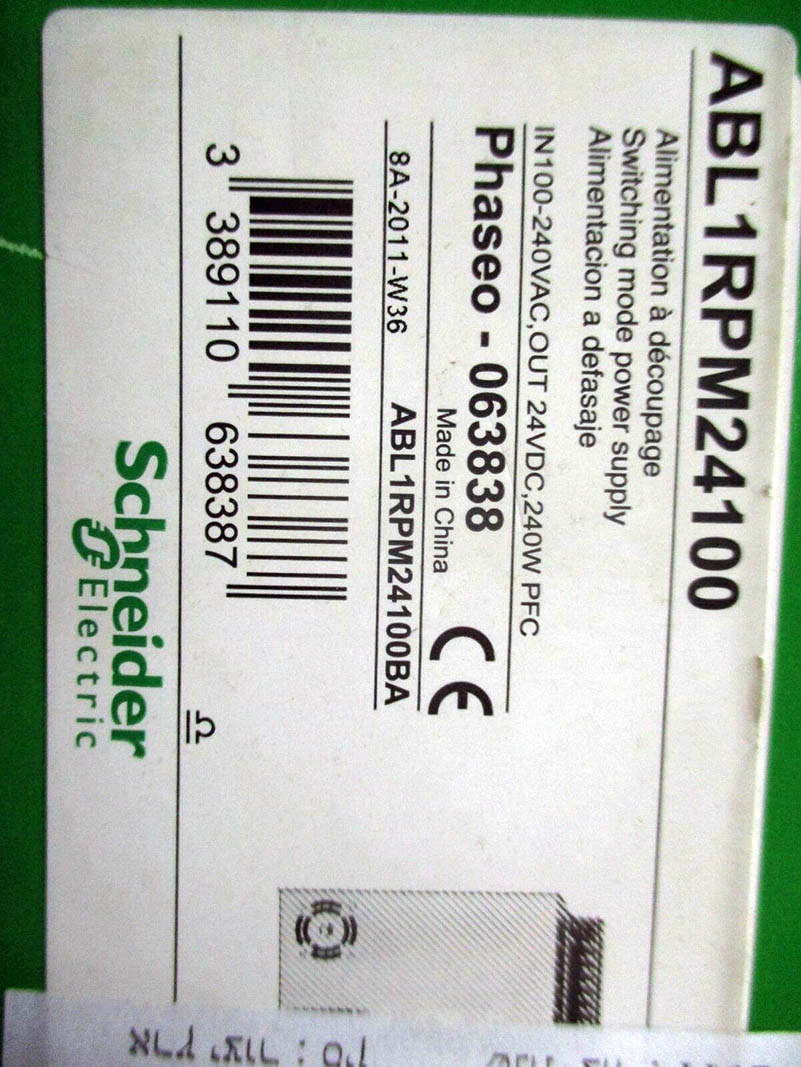 ABL1RPM24100
Alimentation à découpage
Switching mode power supply
Alimentacion a defasaje
IN100-240VAC,OUT 24VDC,240W PFC
Phaseo - 063838
Made in China
CE
8A-2011-W36 ABL1RPM24100BA
3 389110 638387
Schneider
Electric